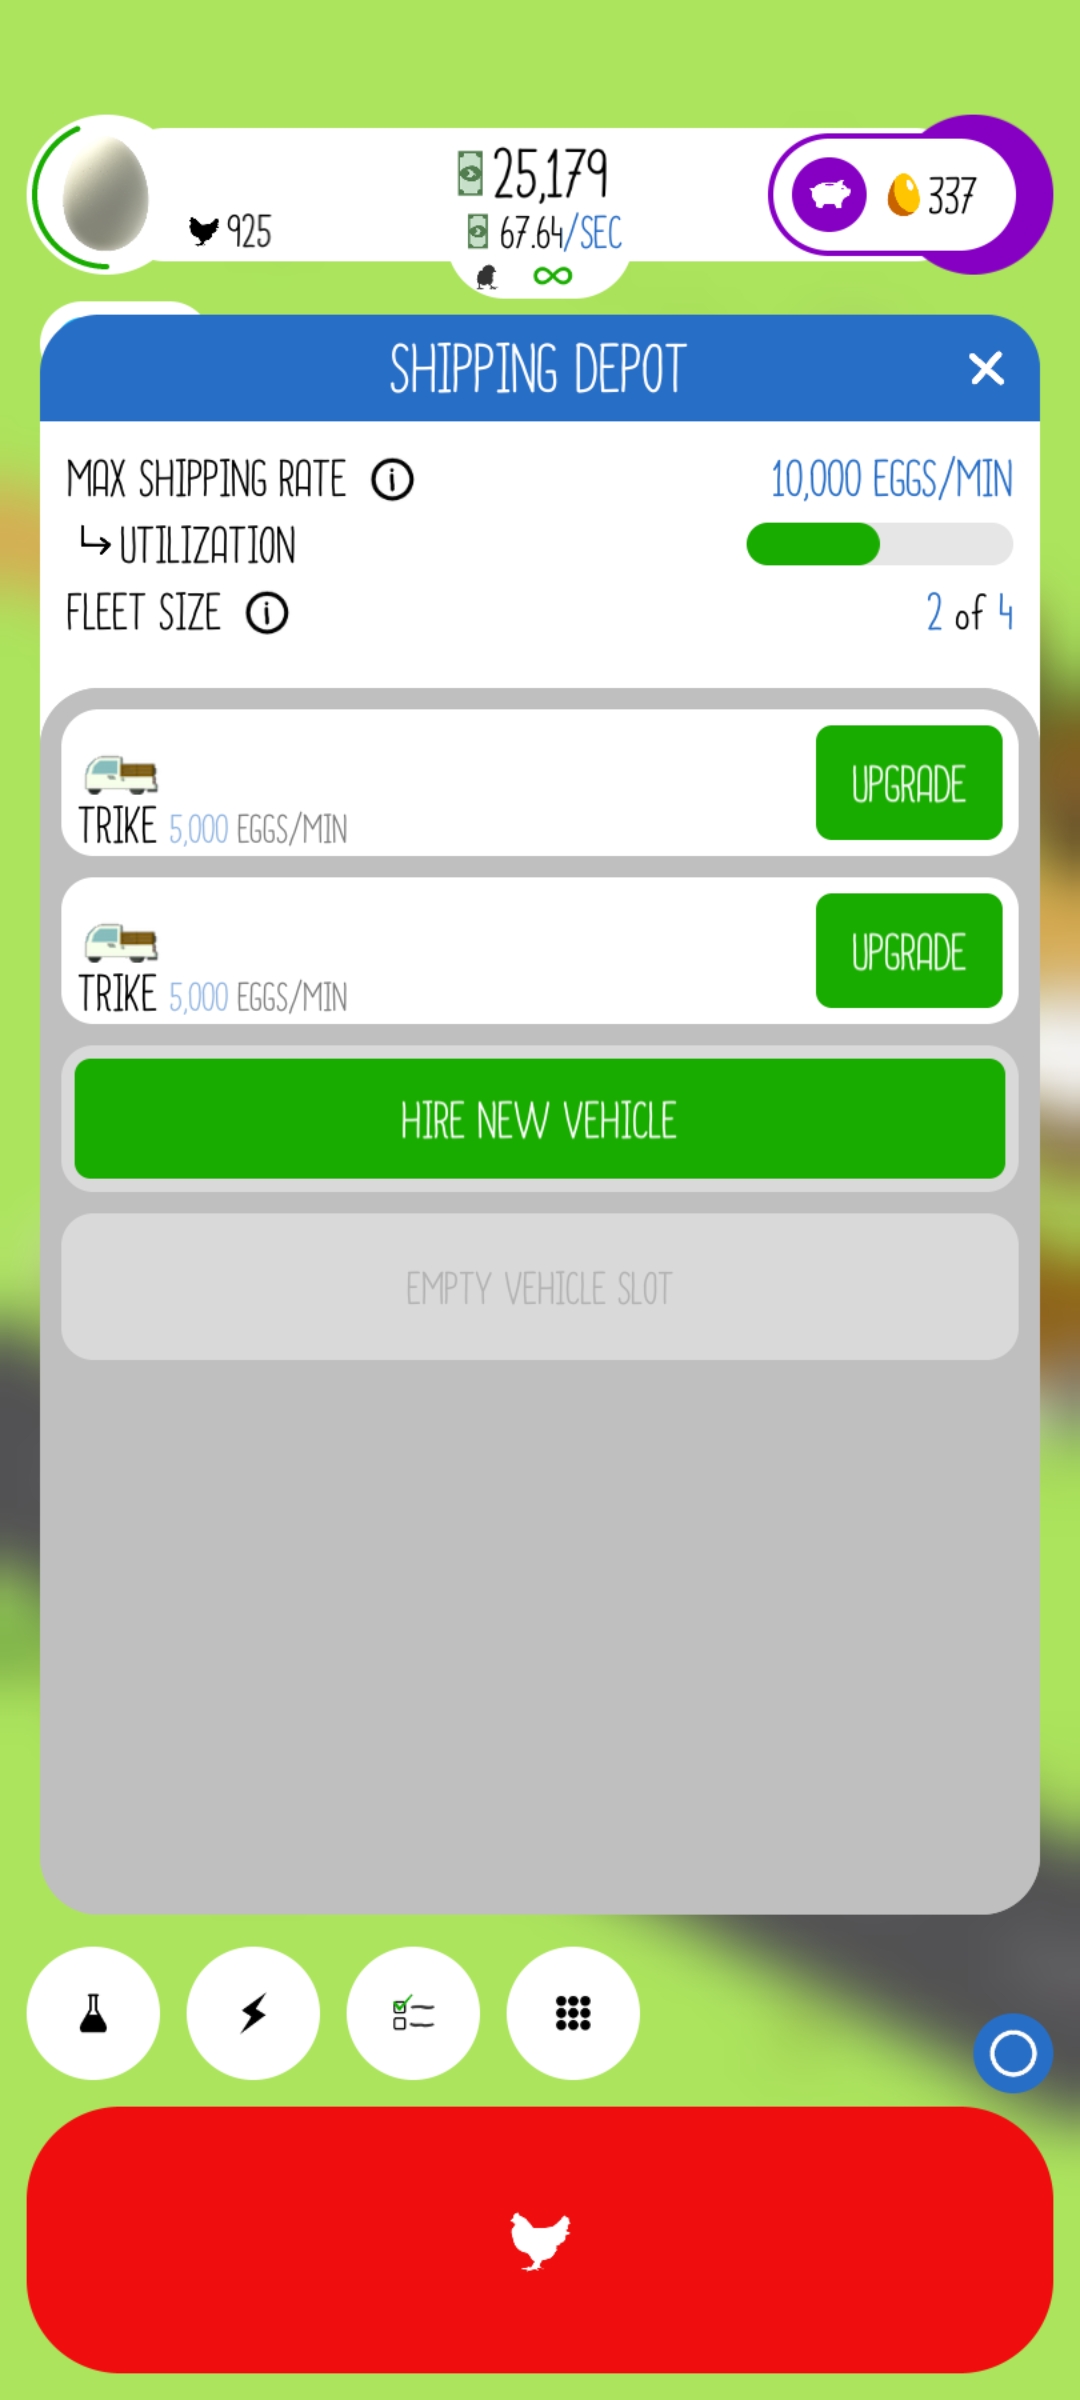 25,179
337
925
67.64/SEC
SHIPPING DEPOT
MAX SHIPPING RATE
10,000 EGGS/MIN
UTILIZATION
FLEET SIZE
2 of 4
UPGRADE
TRIKE 5,000 EGGS/MIN
UPGRADE
TRIKE 5,000 EGGS/MIN
HIRE NEW VEHICLE
EMPTY VEHICLE SLOT